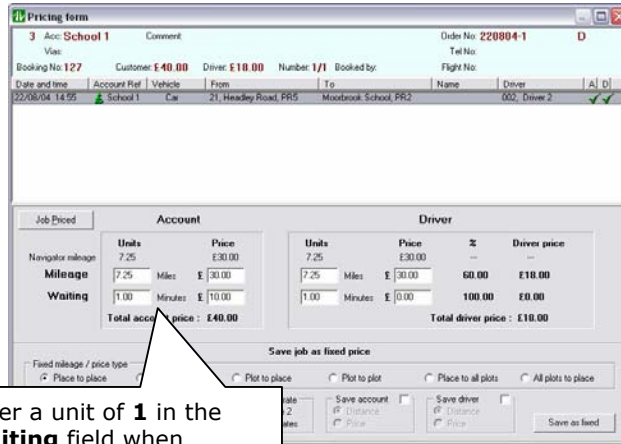 Pricing form
3 Acc: School 1 Comment: Order No: 220804-1 D
Vias: Tel No:
Booking No: 127 Customer: £40.00 Driver: £18.00 Number: 1/1 Booked by: Flight No:
Date and time Account Ref Vehicle From To Name Driver A D
22/08/04 14:55 School 1 Car 21, Headley Road, PR5 Moorbrook School, PR2 002, Driver 2
Job Priced Account Driver
Units Price Units Price % Driver price
Navigator mileage 7.25 £30.00 7.25 £30.00 -- --
Mileage 7.25 Miles £ 30.00 7.25 Miles £ 30.00 60.00 £18.00
Waiting 1.00 Minutes £ 10.00 1.00 Minutes £ 0.00 100.00 £0.00
Total acco price : £40.00 Total driver price : £18.00
Save job as fixed price
Fixed mileage / price type
Place to place Plot to place Plot to plot Place to all plots All plots to place
er a unit of 1 in the rate Save account Save driver
iting field when 2 Distance Distance
ates Price Price Save as fixed